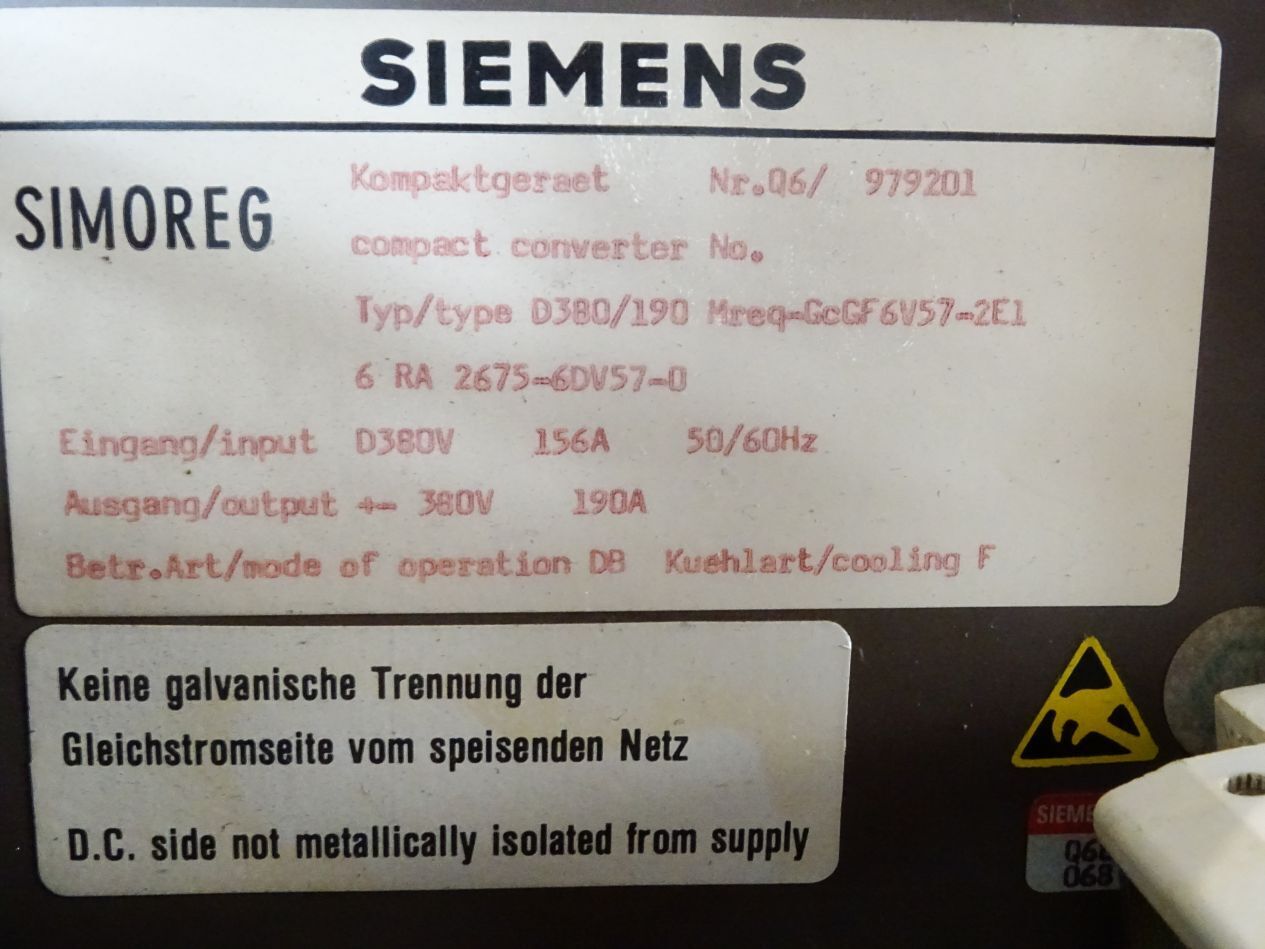 SIEMENS
SIMOREG
Kompaktgeraet Nr.Q6/ 979201
compact converter No.
Typ/type D380/190 Mreq-GcGF6V57-2E1
6 RA 2675-6DV57-0
Eingang/input D380V 156A 50/60Hz
Ausgang/output +- 380V 190A
Betr.Art/mode of operation DB Kuehlart/cooling F
Keine galvanische Trennung der
Gleichstromseite vom speisenden Netz
D.C. side not metallically isolated from supply
SIEME
068